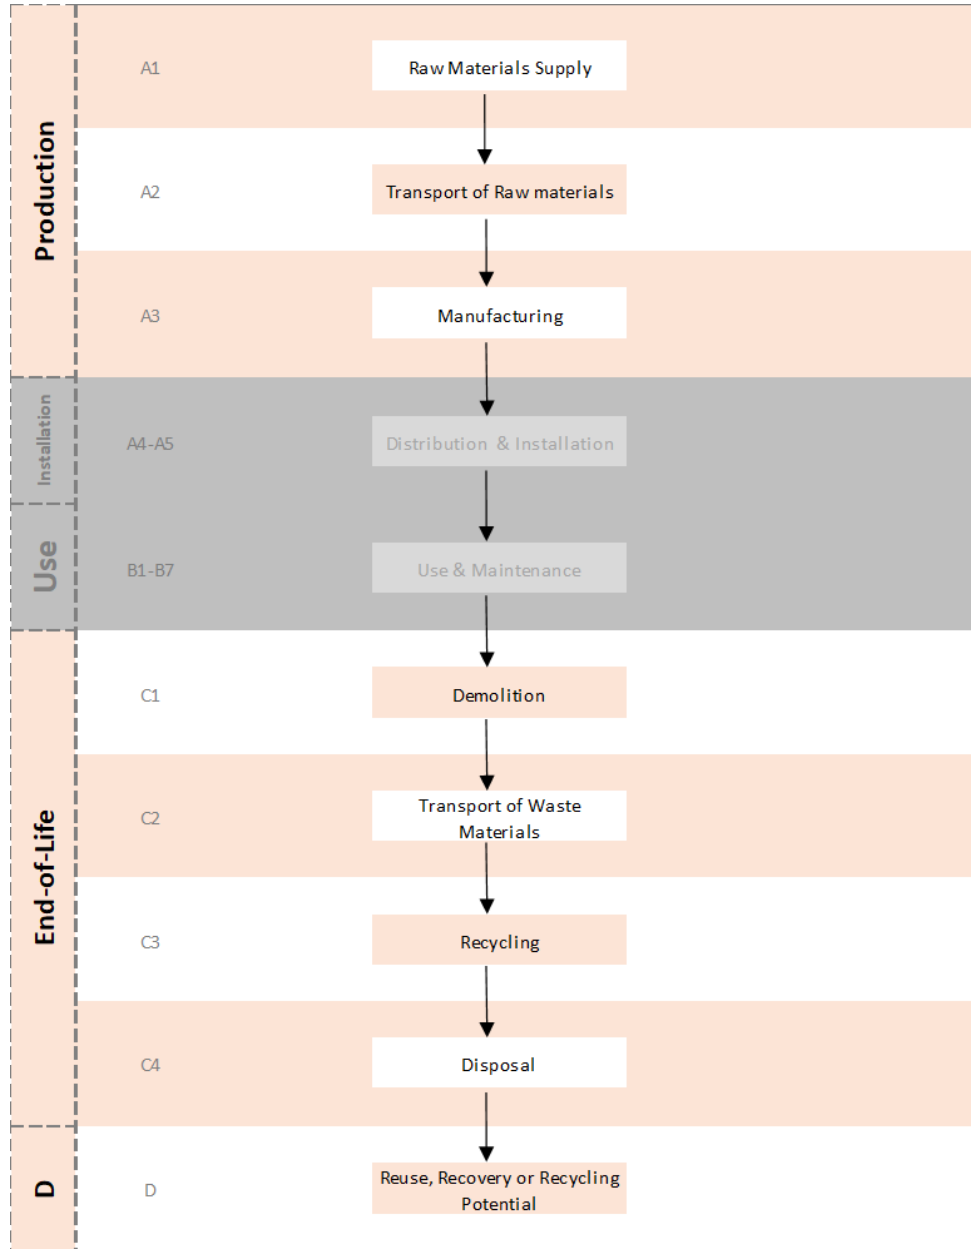 Production
A1
Raw Materials Supply
A2
Transport of Raw materials
A3
Manufacturing
Installation
A4-A5
Distribution & Installation
Use
B1-B7
Use & Maintenance
End-of-Life
C1
Demolition
C2
Transport of Waste
Materials
C3
Recycling
C4
Disposal
D
D
Reuse, Recovery or Recycling
Potential